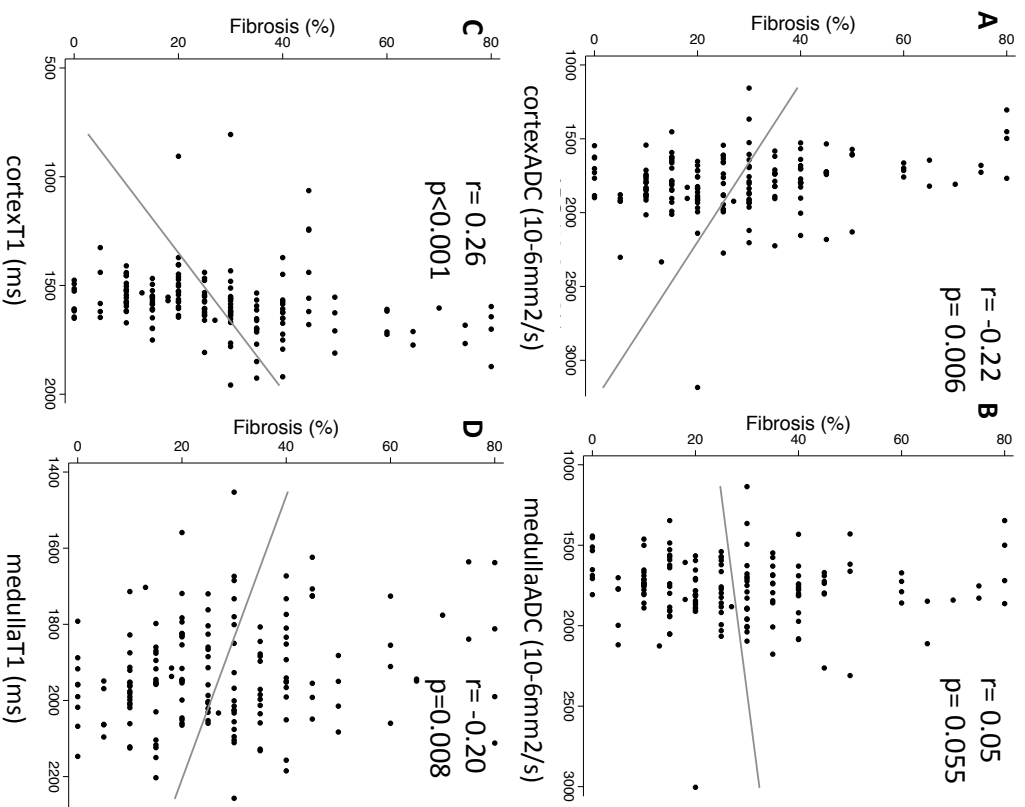 A
Fibrosis (%)
0 20 40 60 80
1000 1500 2000 2500 3000
cortexADC (10-6mm2/s)
r= -0.22
p= 0.006
B
Fibrosis (%)
0 20 40 60 80
1000 1500 2000 2500 3000
medullaADC (10-6mm2/s)
r= 0.05
p= 0.055
C
Fibrosis (%)
0 20 40 60 80
500 1000 1500 2000
cortexT1 (ms)
r= 0.26
p<0.001
D
Fibrosis (%)
0 20 40 60 80
1400 1600 1800 2000 2200
medullaT1 (ms)
r= -0.20
p=0.008